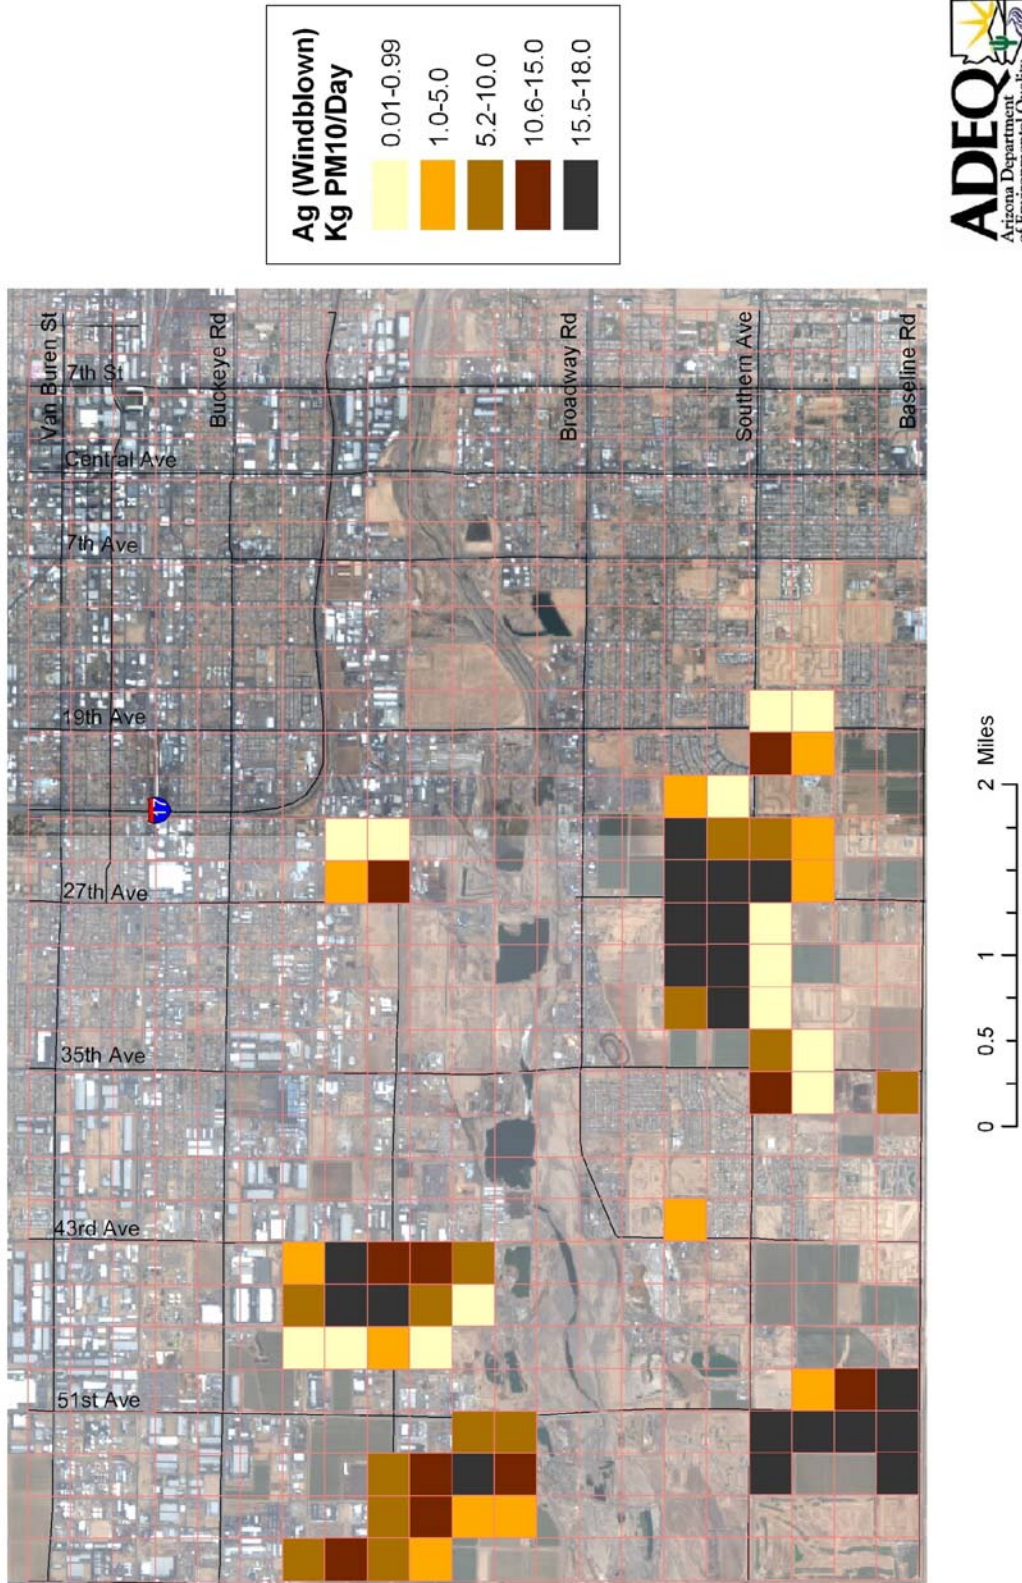 Ag (Windblown)
Kg PM10/Day
0.01-0.99
1.0-5.0
5.2-10.0
10.6-15.0
15.5-18.0
Van Buren St
Buckeye Rd
Broadway Rd
Southern Ave
Baseline Rd
7th St
Central Ave
7th Ave
19th Ave
17
27th Ave
35th Ave
43rd Ave
51st Ave
0 0.5 1 2 Miles
ADEQ
Arizona Department
of Environmental Quality